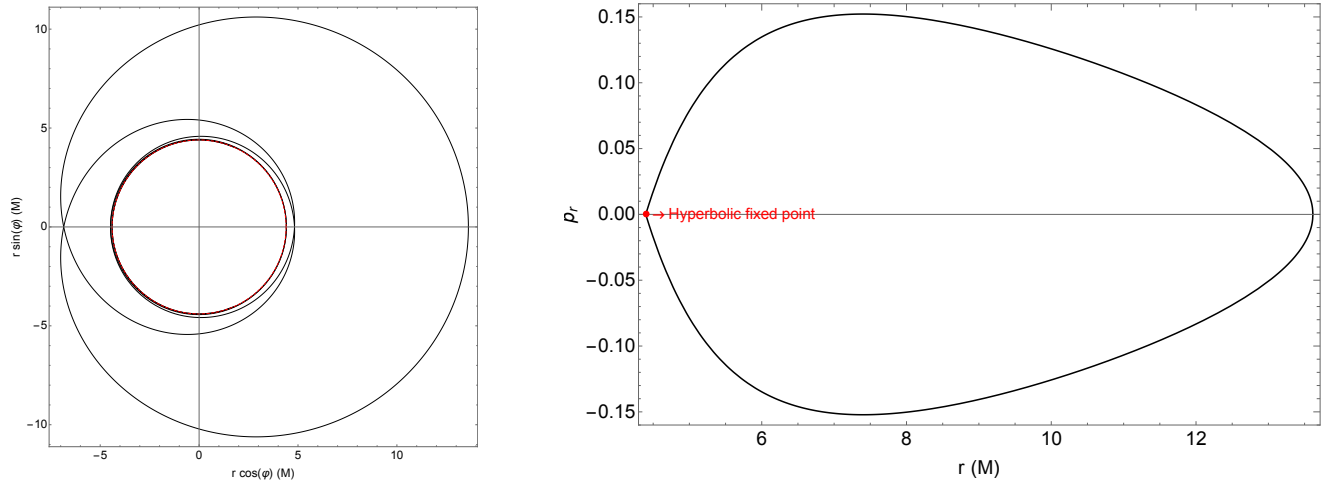 10
5
0
-5
-10
r sin(φ) (M)
-5 0 5 10
r cos(φ) (M)
0.15
0.10
0.05
0.00
-0.05
-0.10
-0.15
p_r
→ Hyperbolic fixed point
6 8 10 12
r (M)